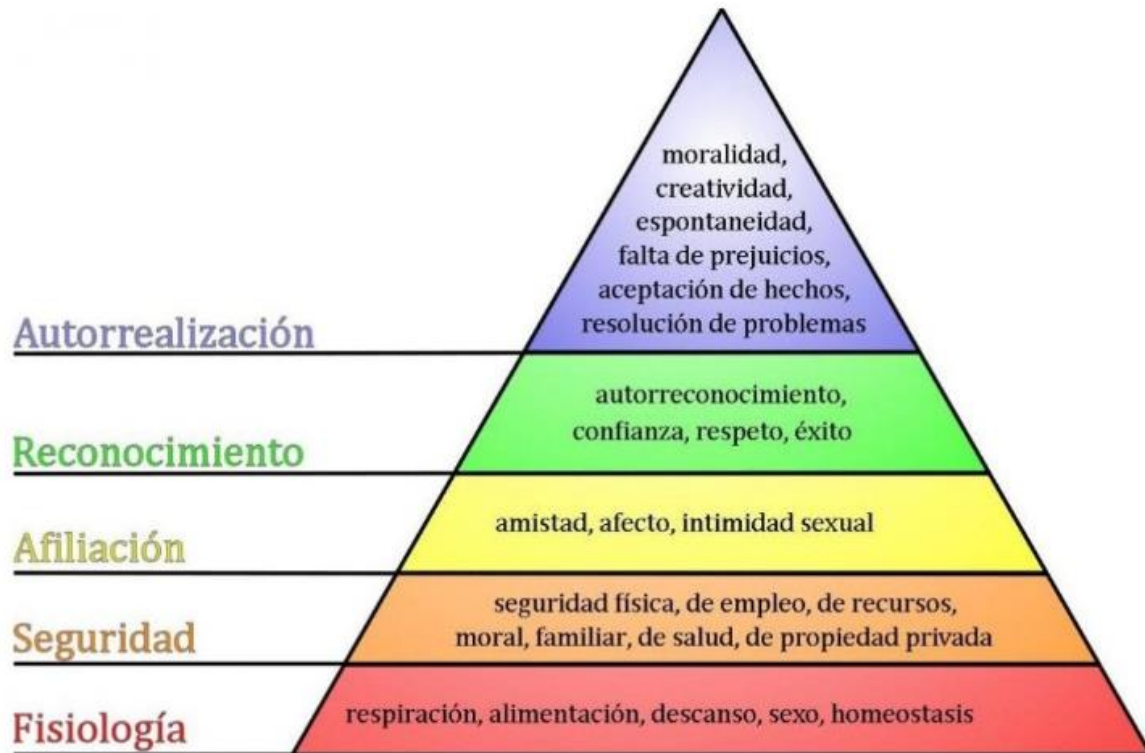 moralidad,
creatividad,
espontaneidad,
falta de prejuicios,
aceptación de hechos,
resolución de problemas
Autorrealización
autorreconocimiento,
confianza, respeto, éxito
Reconocimiento
amistad, afecto, intimidad sexual
Afiliación
seguridad física, de empleo, de recursos,
moral, familiar, de salud, de propiedad privada
Seguridad
respiración, alimentación, descanso, sexo, homeostasis
Fisiología